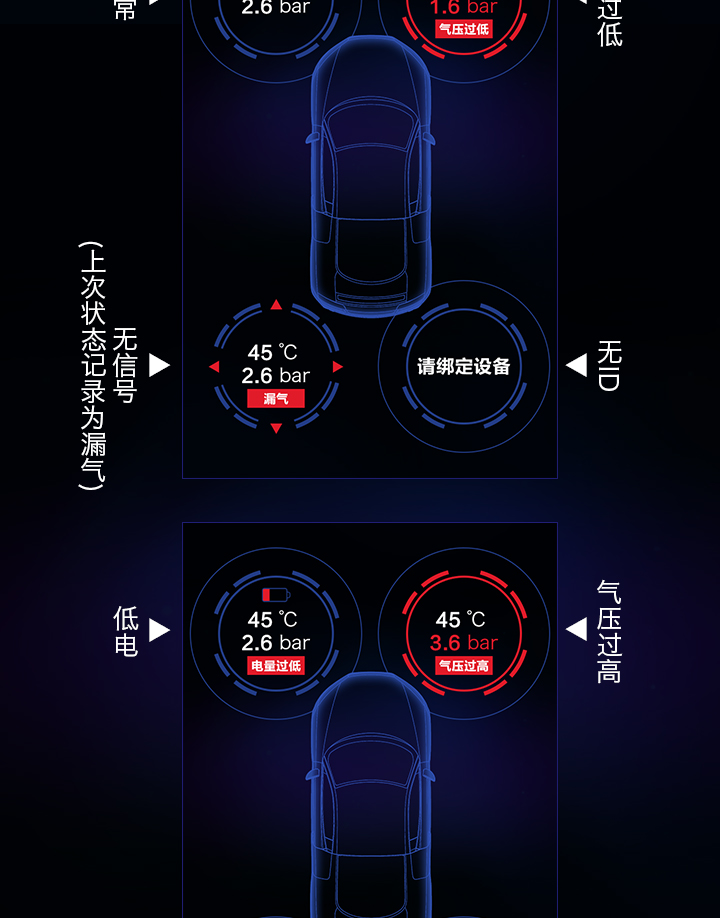 常
2.6 bar
1.6 bar
气压过低
过低
(上次状态记录为漏气)
无信号
45 ℃
2.6 bar
漏气
请绑定设备
无ID
低电
45 ℃
2.6 bar
电量过低
45 ℃
3.6 bar
气压过高
气压过高